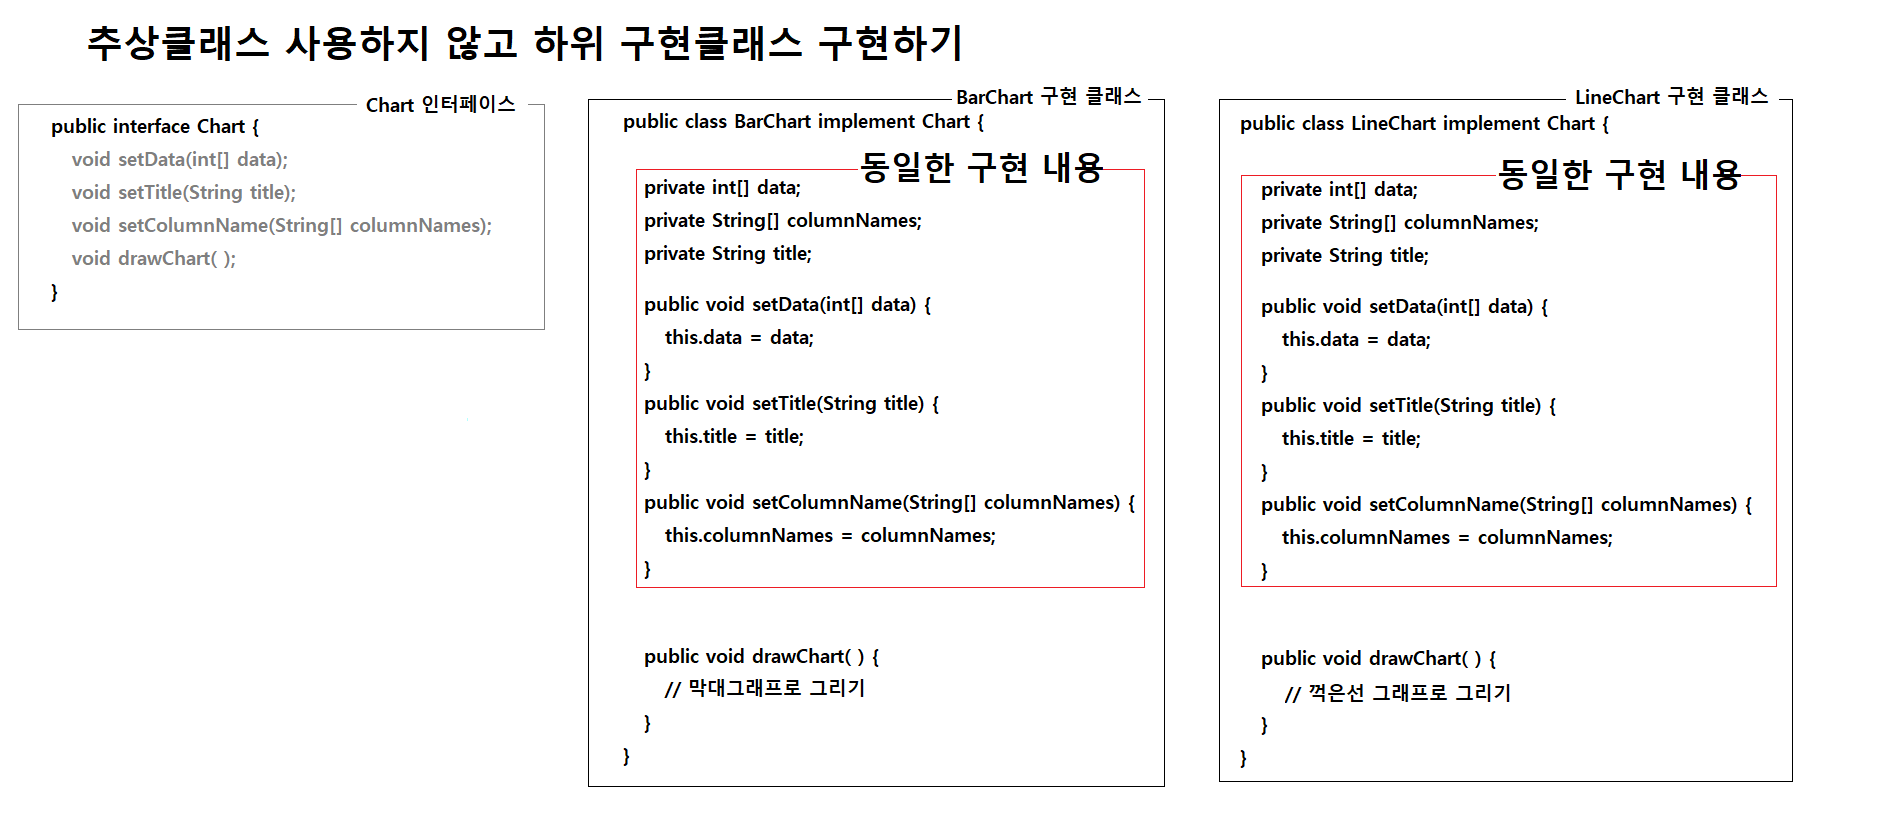 추상클래스 사용하지 않고 하위 구현클래스 구현하기
Chart 인터페이스
public interface Chart {
void setData(int[] data);
void setTitle(String title);
void setColumnName(String[] columnNames);
void drawChart( );
}
BarChart 구현 클래스
public class BarChart implement Chart {
동일한 구현 내용
private int[] data;
private String[] columnNames;
private String title;
public void setData(int[] data) {
this.data = data;
}
public void setTitle(String title) {
this.title = title;
}
public void setColumnName(String[] columnNames) {
this.columnNames = columnNames;
}
public void drawChart( ) {
// 막대그래프로 그리기
}
}
LineChart 구현 클래스
public class LineChart implement Chart {
동일한 구현 내용
private int[] data;
private String[] columnNames;
private String title;
public void setData(int[] data) {
this.data = data;
}
public void setTitle(String title) {
this.title = title;
}
public void setColumnName(String[] columnNames) {
this.columnNames = columnNames;
}
public void drawChart( ) {
// 꺽은선 그래프로 그리기
}
}